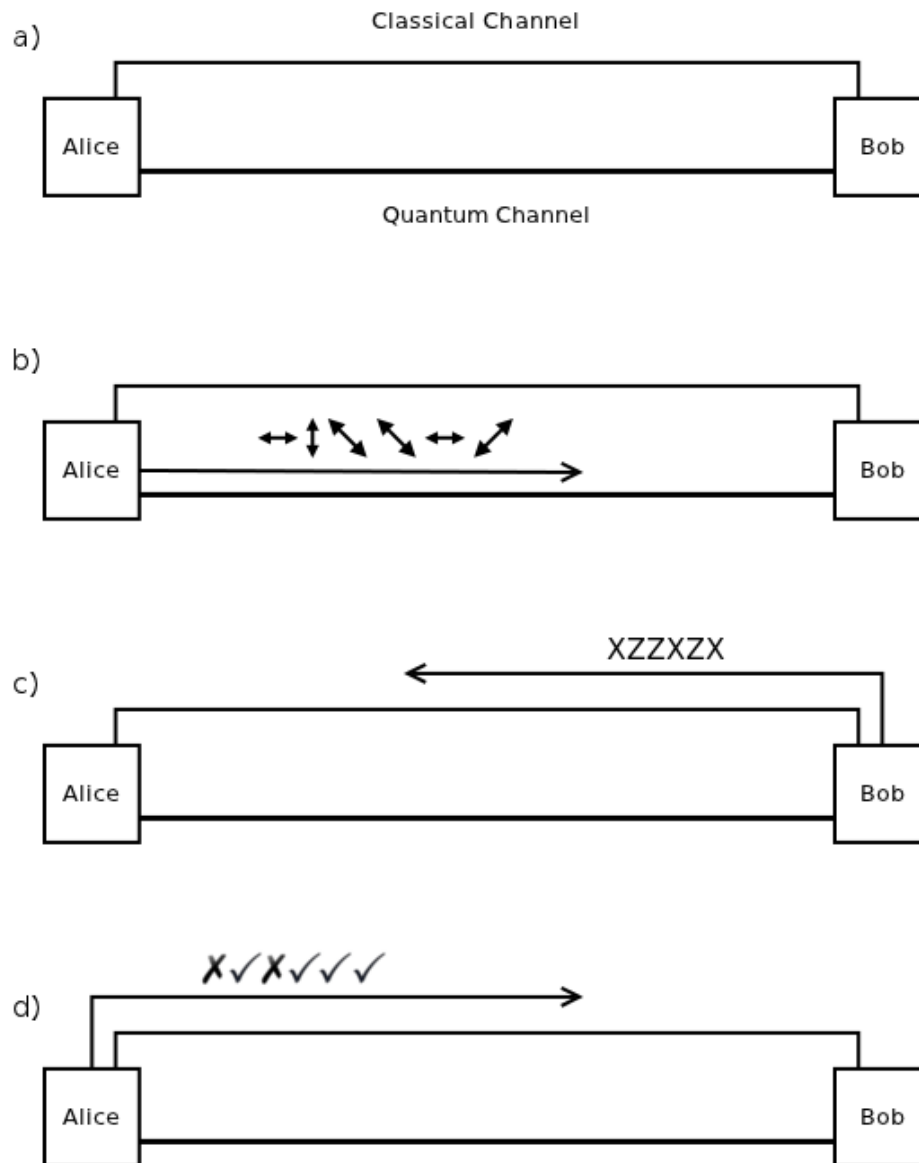 a)
Classical Channel
Alice
Bob
Quantum Channel
b)
Alice
Bob
XZZXZX
c)
Alice
Bob
✗✓✗✓✓✓
d)
Alice
Bob